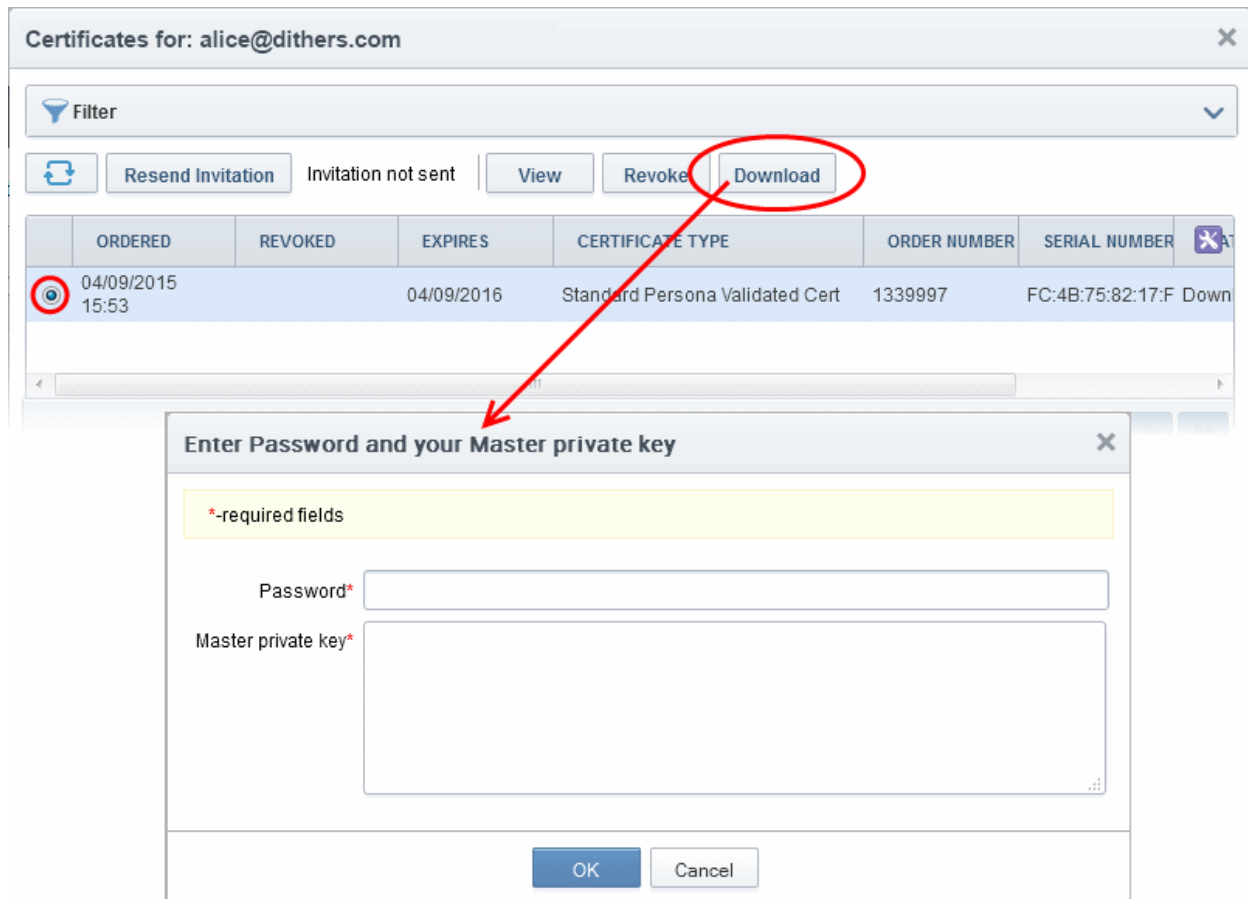 Certificates for: alice@dithers.com
Filter
Resend Invitation Invitation not sent View Revoke Download
ORDERED REVOKED EXPIRES CERTIFICATE TYPE ORDER NUMBER SERIAL NUMBER
04/09/2015
15:53 04/09/2016 Standard Persona Validated Cert 1339997 FC:4B:75:82:17:F Downl
Enter Password and your Master private key
*-required fields
Password*
Master private key*
OK Cancel